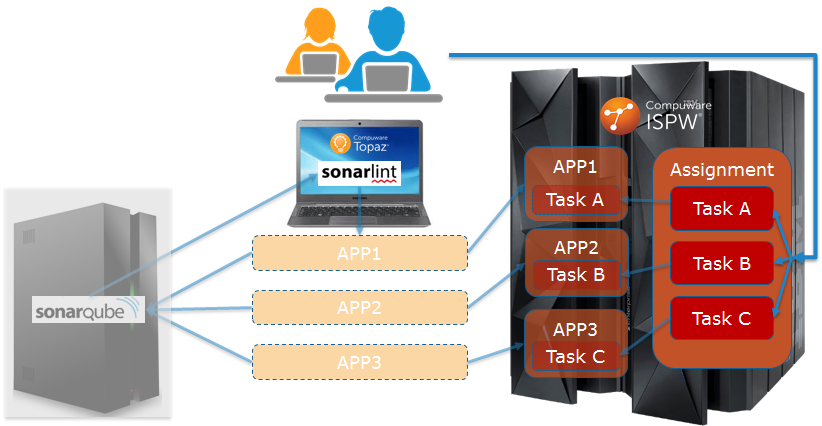 Compuware
ISPW
Compuware
Topaz
sonarlint
sonarqube
APP1
APP2
APP3
APP1
Task A
APP2
Task B
APP3
Task C
Assignment
Task A
Task B
Task C